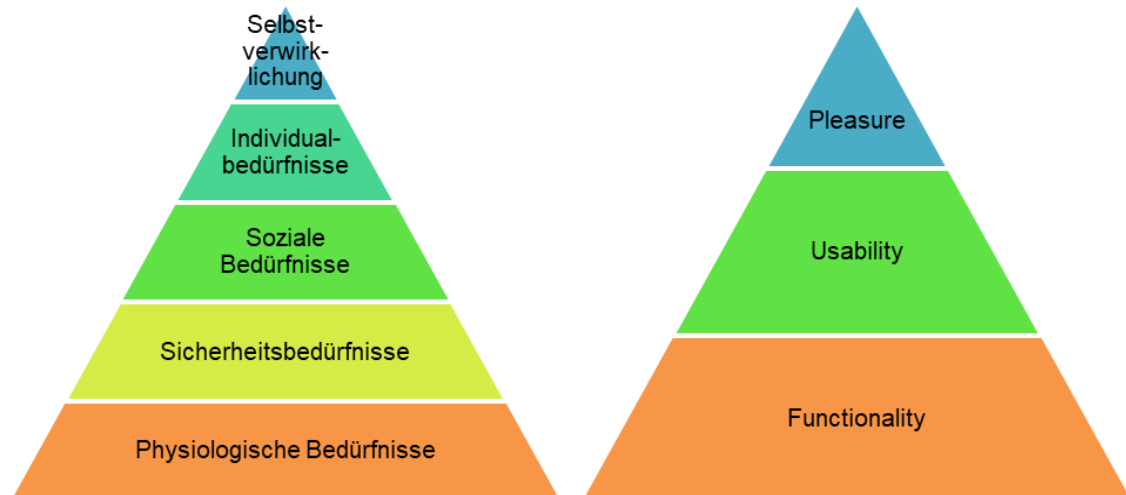 Selbst-
verwirk-
lichung
Individual-
bedürfnisse
Soziale
Bedürfnisse
Sicherheitsbedürfnisse
Physiologische Bedürfnisse
Pleasure
Usability
Functionality